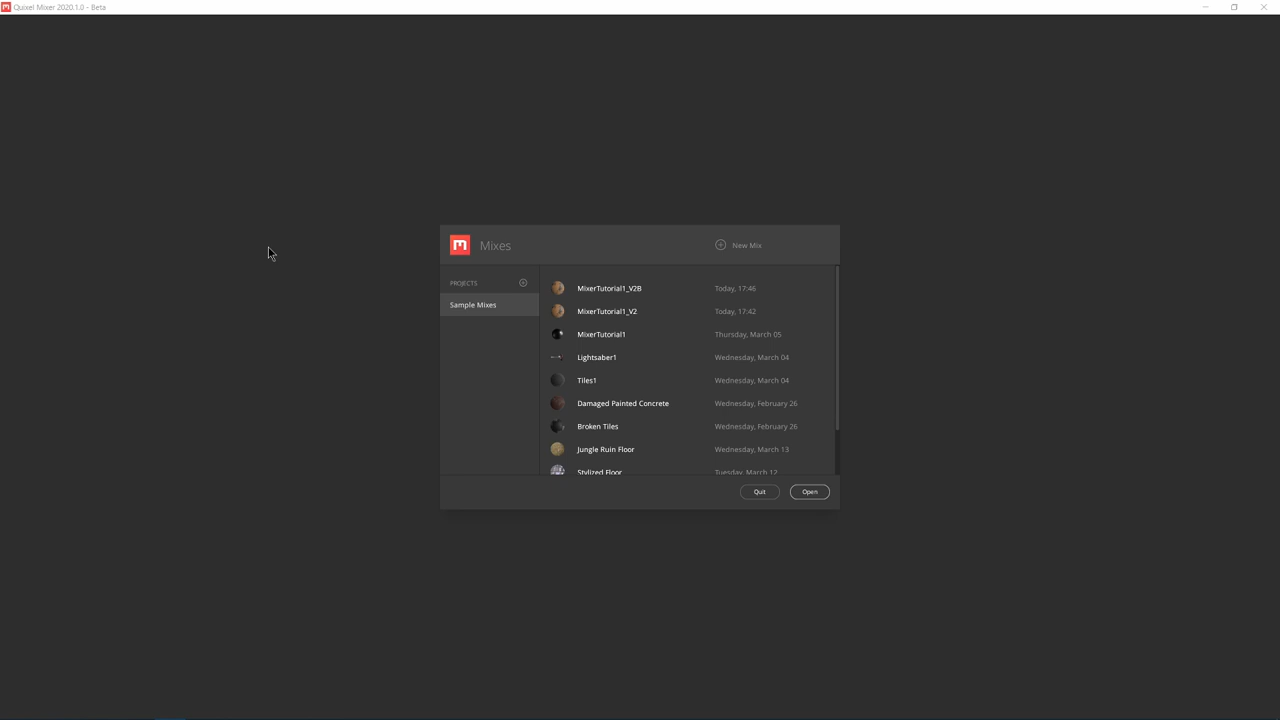 Quixel Mixer 2020.1.0 - Beta
Mixes
New Mix
PROJECTS
Sample Mixes
MixerTutorial1_V2B Today, 17:46
MixerTutorial1_V2 Today, 17:42
MixerTutorial1 Thursday, March 05
Lightsaber1 Wednesday, March 04
Tiles1 Wednesday, March 04
Damaged Painted Concrete Wednesday, February 26
Broken Tiles Wednesday, February 26
Jungle Ruin Floor Wednesday, March 13
Stylized Floor Tuesday, March 12
Quit Open